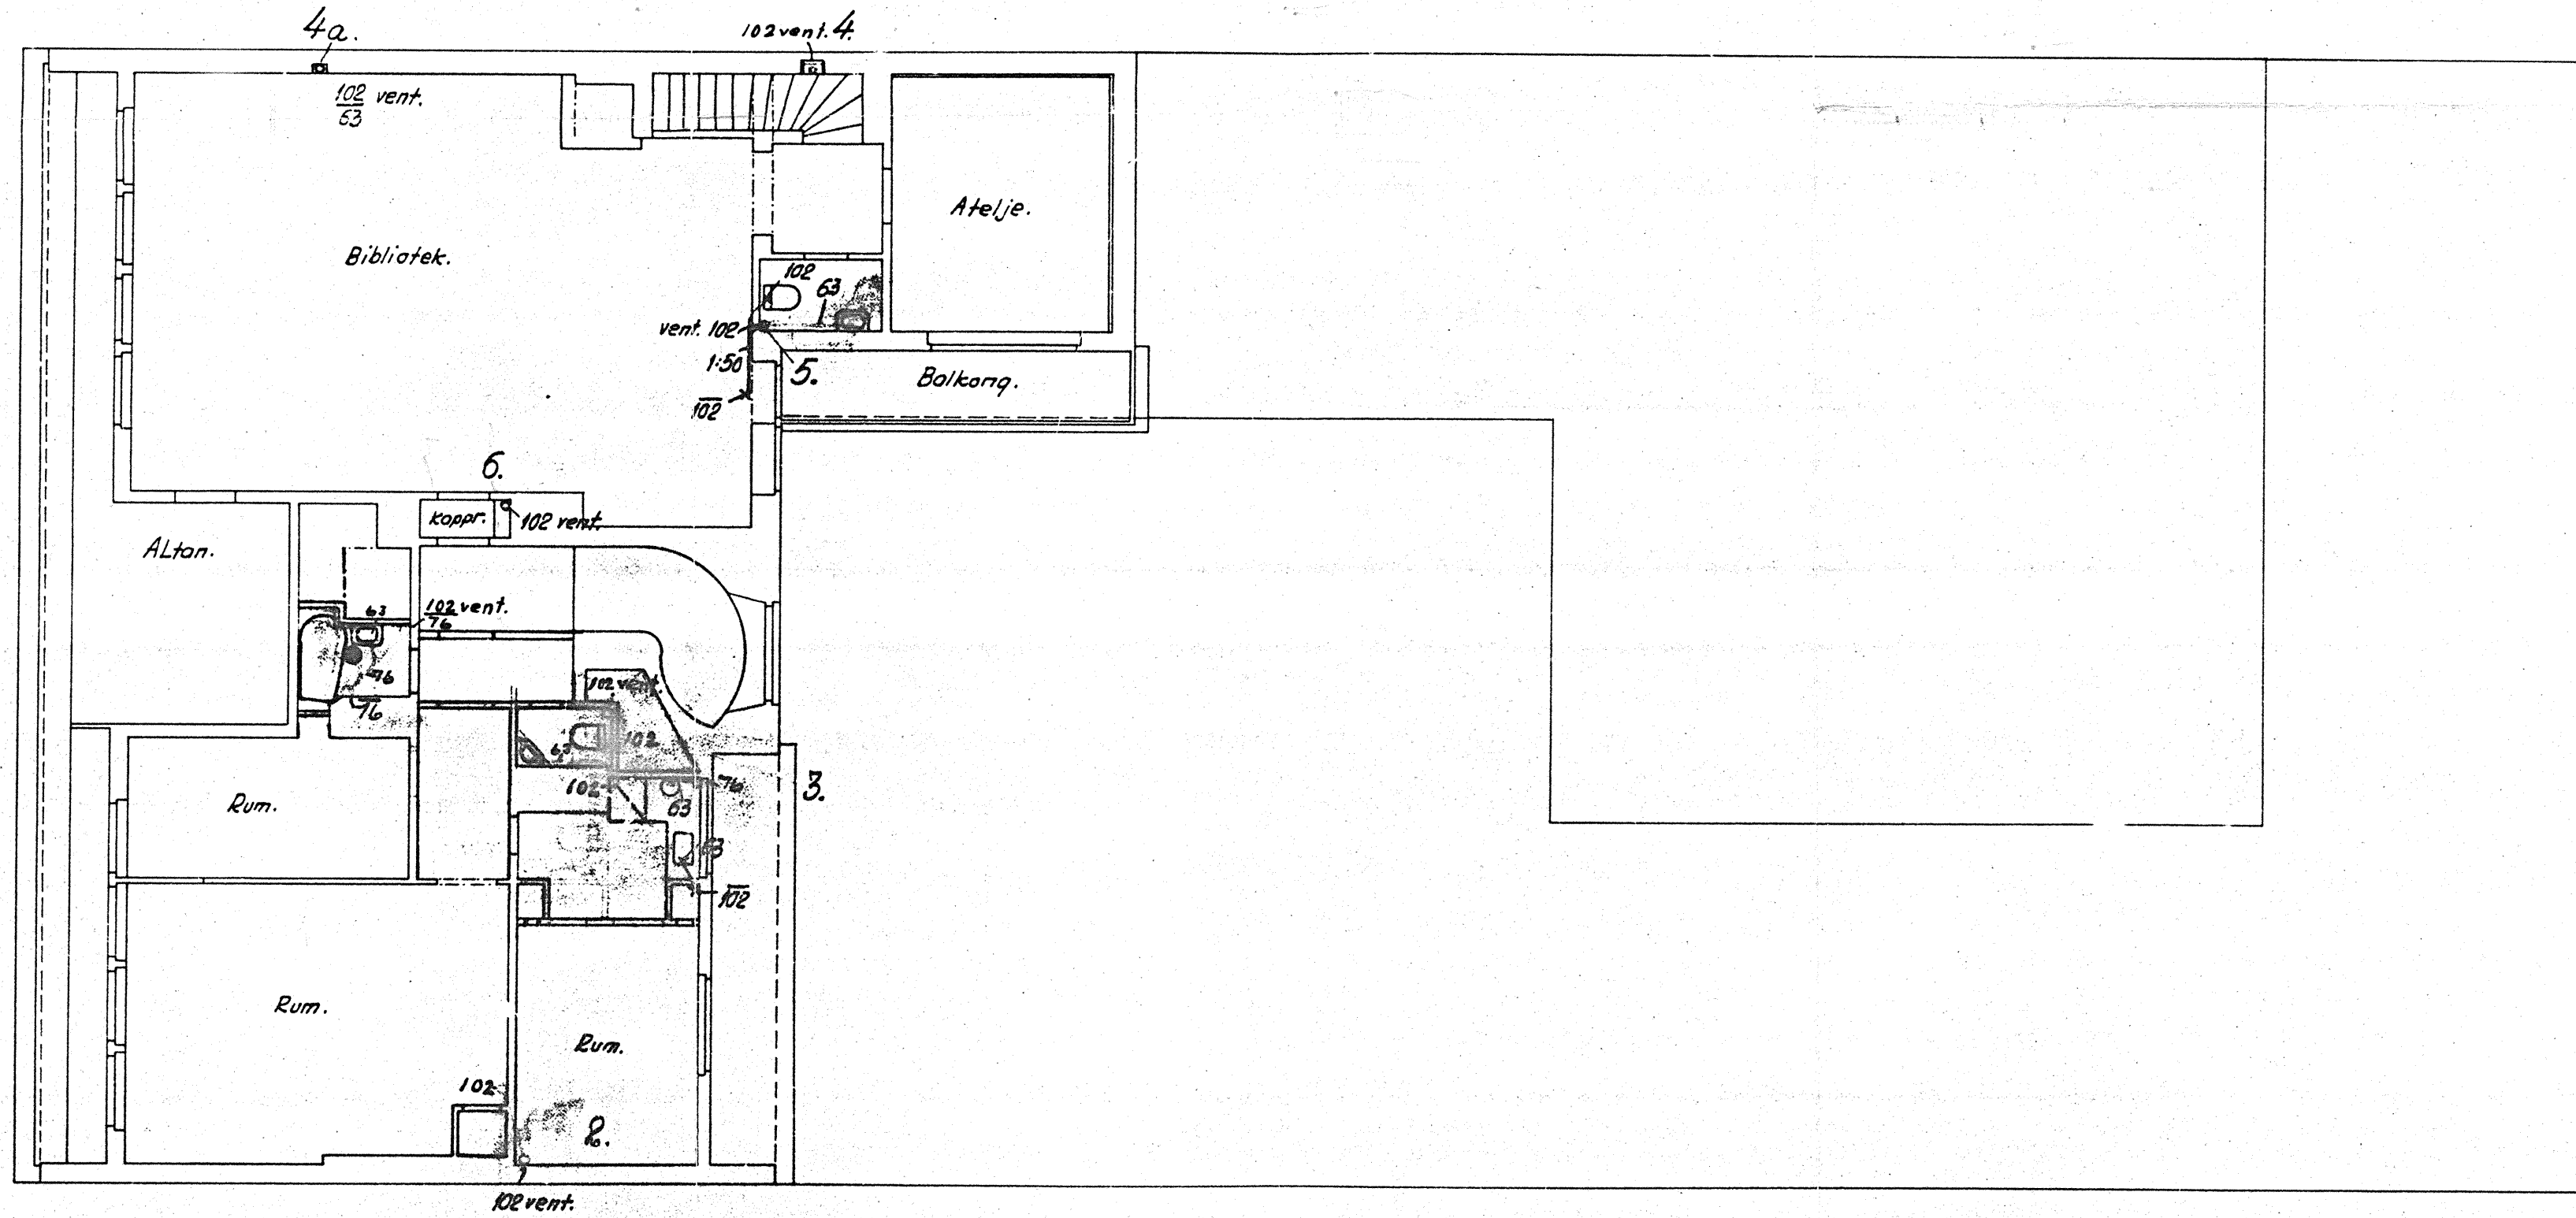 4a.
102 vent. 4.
102 vent.
63
Atelje.
Bibliotek.
102
63
vent. 102
1:50
5.
Balkong.
102
6.
kappr.
102 vent.
ALtan.
63
102 vent.
76
76
76
102 vent.
63
102
102
76
3.
63
Rum.
63
102
Rum.
Rum.
102
2.
102 vent.